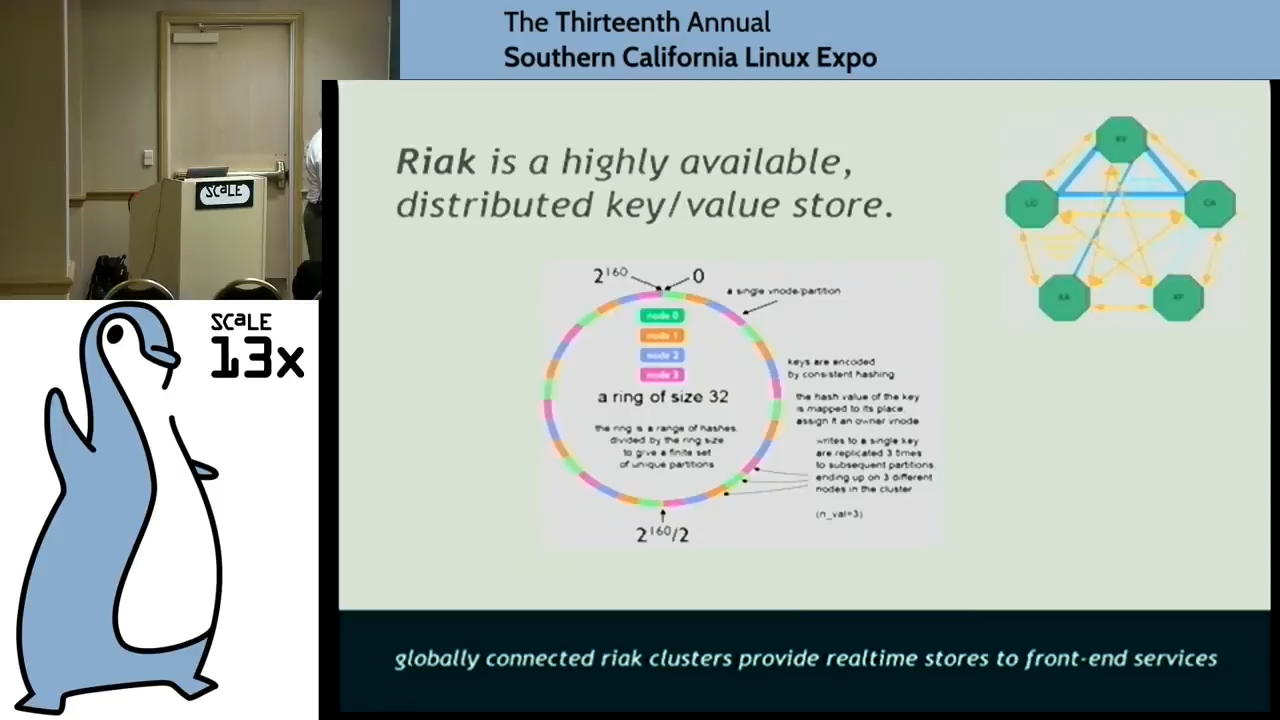 The Thirteenth Annual
Southern California Linux Expo
SCALE
SCALE
13x
Riak is a highly available,
distributed key/value store.
CA
2^160
0
a single vnode/partition
node 0
node 1
node 2
node 3
a ring of size 32
the ring is a range of hashes
divided by the ring size
to give a finite set
of unique partitions
keys are encoded
by consistent hashing
the hash value of the key
is mapped to its place,
assign it an owner vnode
writes to a single key
are replicated 3 times
to subsequent partitions
ending up on 3 different
nodes in the cluster
(n_val=3)
2^160/2
globally connected riak clusters provide realtime stores to front-end services